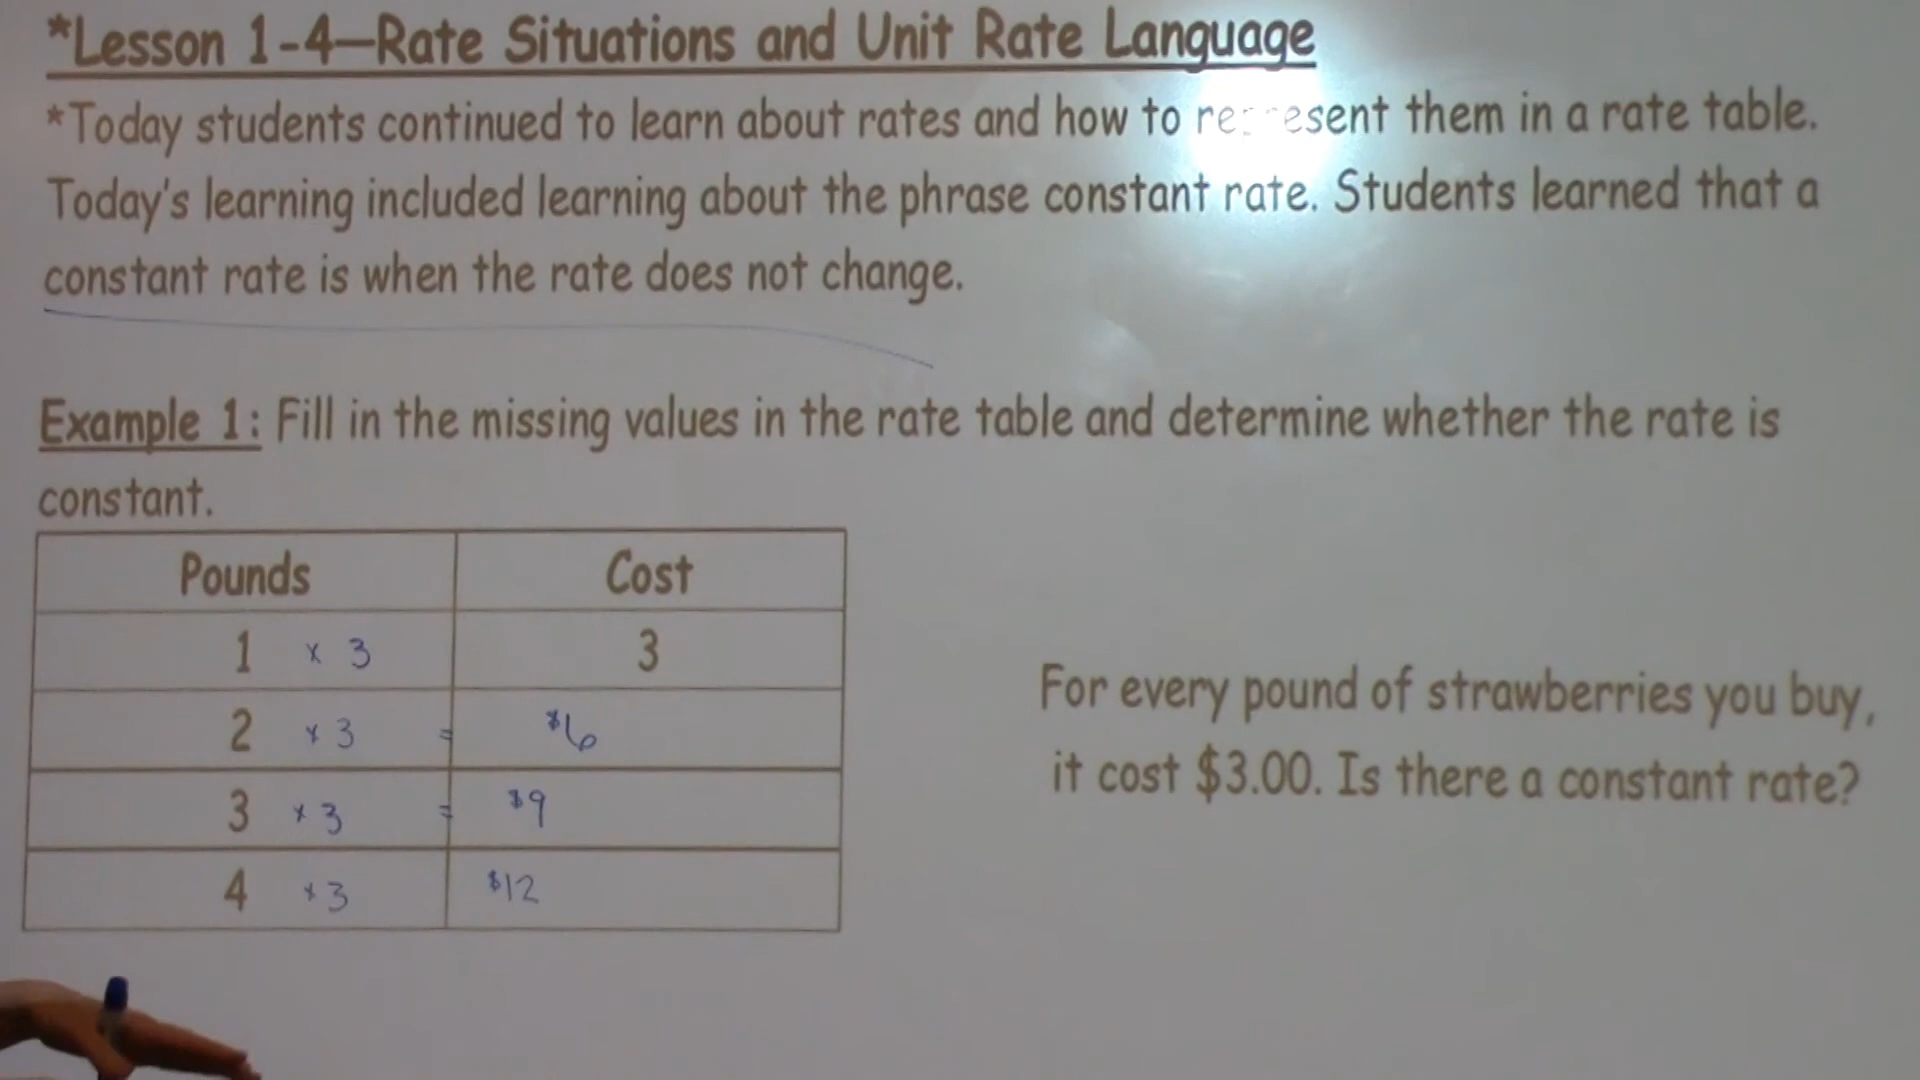 *Lesson 1-4—Rate Situations and Unit Rate Language
*Today students continued to learn about rates and how to represent them in a rate table.
Today's learning included learning about the phrase constant rate. Students learned that a
constant rate is when the rate does not change.
Example 1: Fill in the missing values in the rate table and determine whether the rate is
constant.
Pounds Cost
1 x 3 3
2 x 3 = $6
3 x 3 = $9
4 x 3 $12
For every pound of strawberries you buy,
it cost $3.00. Is there a constant rate?